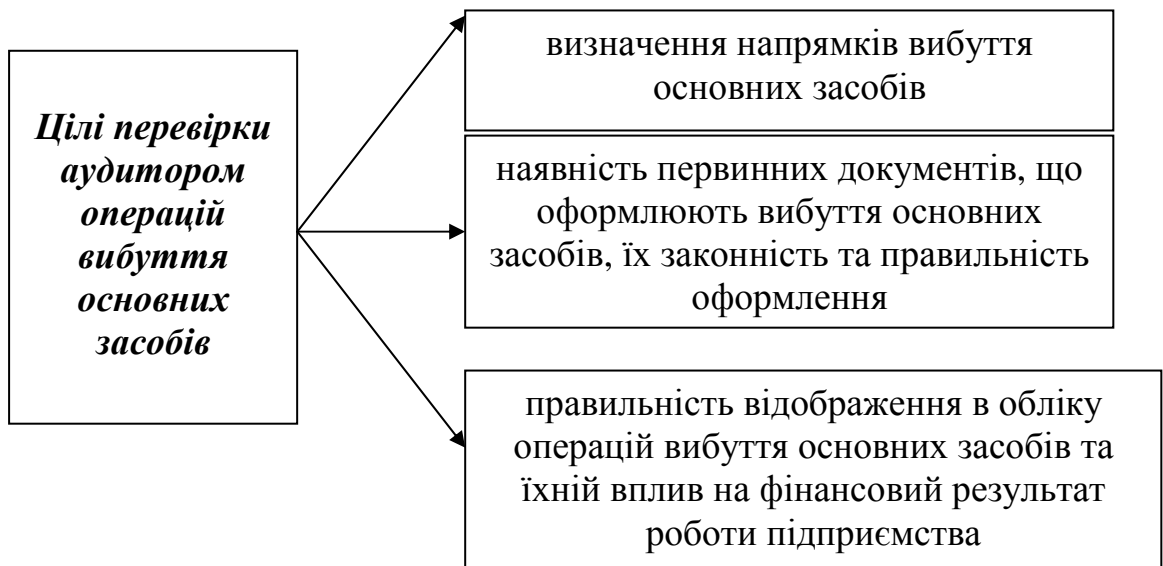 Цілі перевірки
аудитором
операцій
вибуття
основних
засобів
визначення напрямків вибуття
основних засобів
наявність первинних документів, що
оформлюють вибуття основних
засобів, їх законність та правильність
оформлення
правильність відображення в обліку
операцій вибуття основних засобів та
їхній вплив на фінансовий результат
роботи підприємства